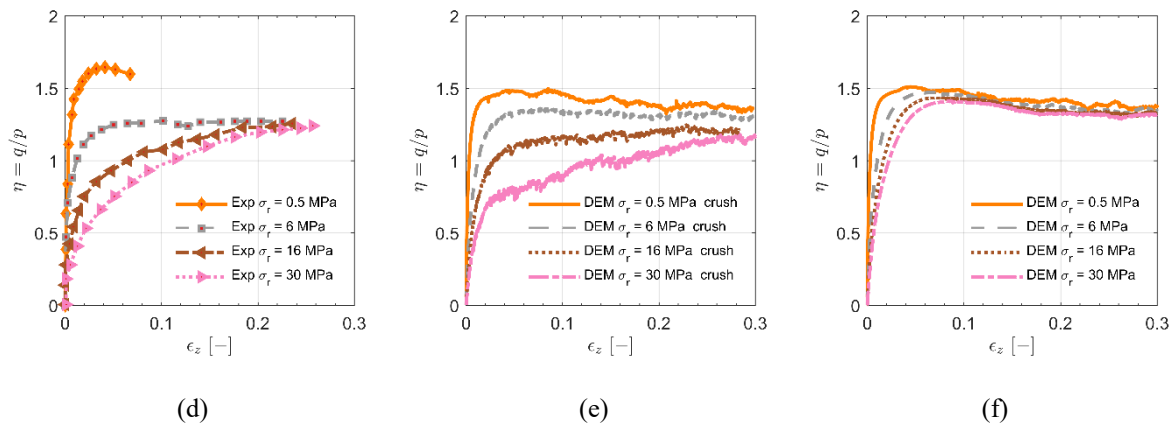 2
1.5
1
0.5
0
η = q/p
Exp σr = 0.5 MPa
Exp σr = 6 MPa
Exp σr = 16 MPa
Exp σr = 30 MPa
0 0.1 0.2 0.3
ϵz [−]
(d)
2
1.5
1
0.5
0
η = q/p
DEM σr = 0.5 MPa crush
DEM σr = 6 MPa crush
DEM σr = 16 MPa crush
DEM σr = 30 MPa crush
0 0.1 0.2 0.3
ϵz [−]
(e)
2
1.5
1
0.5
0
η = q/p
DEM σr = 0.5 MPa
DEM σr = 6 MPa
DEM σr = 16 MPa
DEM σr = 30 MPa
0 0.1 0.2 0.3
ϵz [−]
(f)